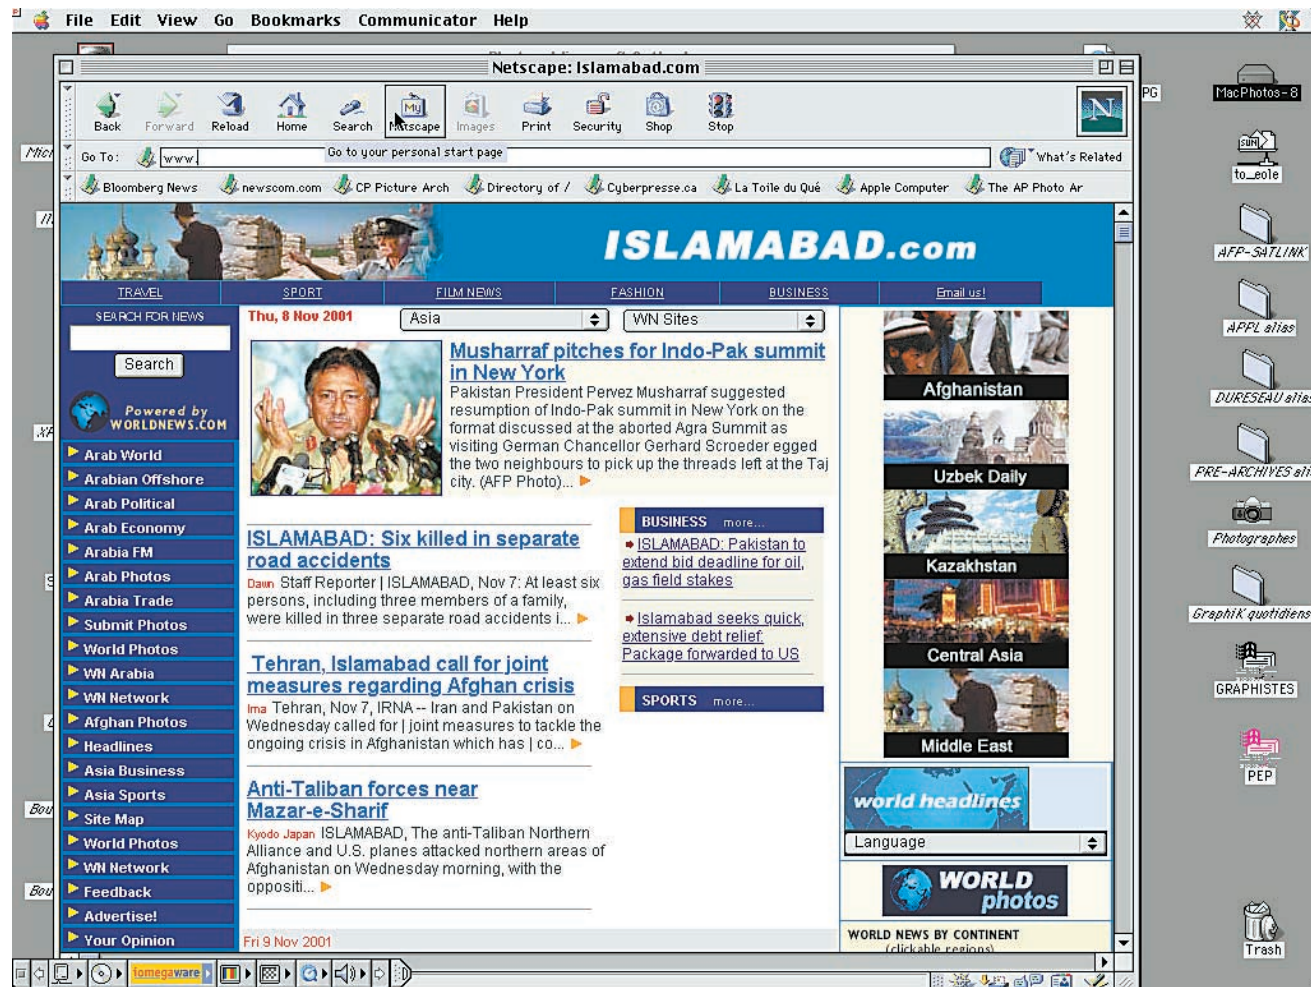 File Edit View Go Bookmarks Communicator Help
Netscape: Islamabad.com
Back Forward Reload Home Search Netscape Images Print Security Shop Stop
My
N
Go To: www. What's Related
Go to your personal start page
Bloomberg News newscom.com CP Picture Arch Directory of / Cyberpresse.ca La Toile du Qué Apple Computer The AP Photo Ar
ISLAMABAD.com
TRAVEL SPORT FILM NEWS FASHION BUSINESS Email us!
SEARCH FOR NEWS
Search
Powered by
WORLDNEWS.COM
Arab World
Arabian Offshore
Arab Political
Arab Economy
Arabia FM
Arab Photos
Arabia Trade
Submit Photos
World Photos
WN Arabia
WN Network
Afghan Photos
Headlines
Asia Business
Asia Sports
Site Map
World Photos
WN Network
Feedback
Advertise!
Your Opinion
Thu, 8 Nov 2001 Asia WN Sites
Musharraf pitches for Indo-Pak summit
in New York
Pakistan President Pervez Musharraf suggested
resumption of Indo-Pak summit in New York on the
format discussed at the aborted Agra Summit as
visiting German Chancellor Gerhard Scroeder egged
the two neighbours to pick up the threads left at the Taj
city. (AFP Photo)...
ISLAMABAD: Six killed in separate
road accidents
Dawn Staff Reporter | ISLAMABAD, Nov 7: At least six
persons, including three members of a family,
were killed in three separate road accidents i...
Tehran, Islamabad call for joint
measures regarding Afghan crisis
Irna Tehran, Nov 7, IRNA -- Iran and Pakistan on
Wednesday called for | joint measures to tackle the
ongoing crisis in Afghanistan which has | co...
Anti-Taliban forces near
Mazar-e-Sharif
Kyodo Japan ISLAMABAD, The anti-Taliban Northern
Alliance and U.S. planes attacked northern areas of
Afghanistan on Wednesday morning, with the
oppositi...
Fri 9 Nov 2001
BUSINESS more...
ISLAMABAD: Pakistan to
extend bid deadline for oil,
gas field stakes
Islamabad seeks quick,
extensive debt relief:
Package forwarded to US
SPORTS more...
Afghanistan
Uzbek Daily
Kazakhstan
Central Asia
Middle East
world headlines
Language
WORLD
photos
WORLD NEWS BY CONTINENT
(clickable regions)
PG
MacPhotos-8
SUN
to_eole
AFP-SATLINK
APPL alias
DURESEAU alias
PRE-ARCHIVES ali
Photographes
GraphiK quotidiens
GRAPHISTES
PEP
Trash
Micr
XP
Bou
Bou
iomegaware